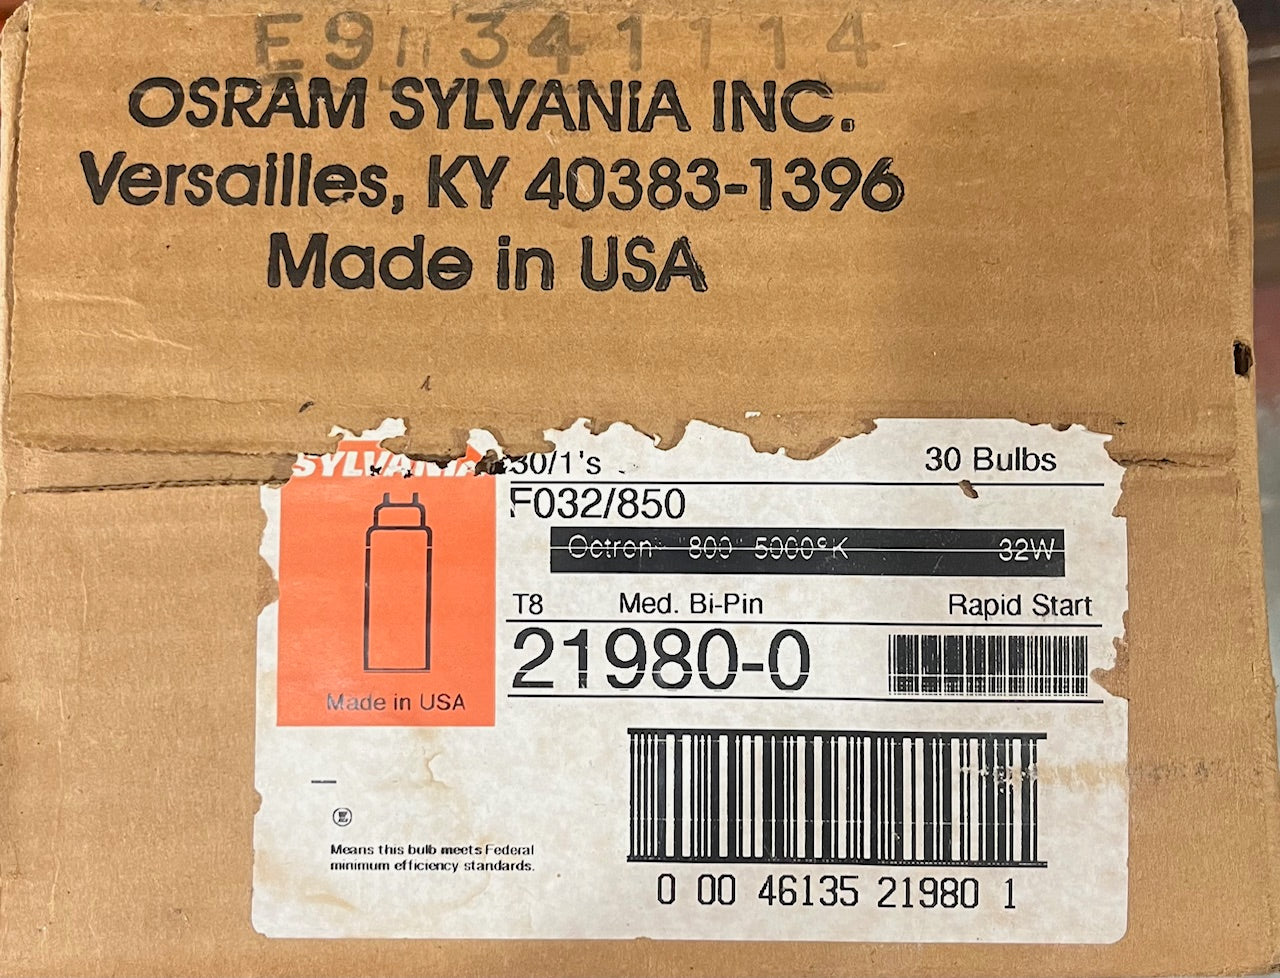 OSRAM SYLVANIA INC.
Versailles, KY 40383-1396
Made in USA
SYLVANIA
30/1's
30 Bulbs
F032/850
Octron "800" 5000°K 32W
T8 Med. Bi-Pin Rapid Start
21980-0
Made in USA
Means this bulb meets Federal
minimum efficiency standards.
0 00 46135 21980 1